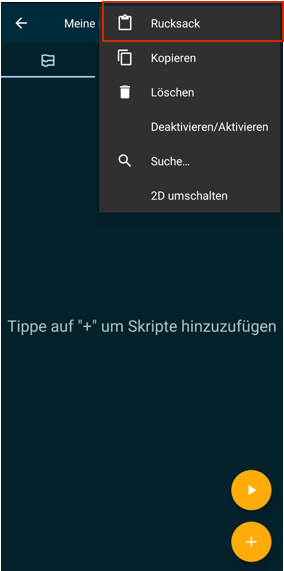 Meine
Rucksack
Kopieren
Löschen
Deaktivieren/Aktivieren
Suche...
2D umschalten
Tippe auf "+" um Skripte hinzuzufügen